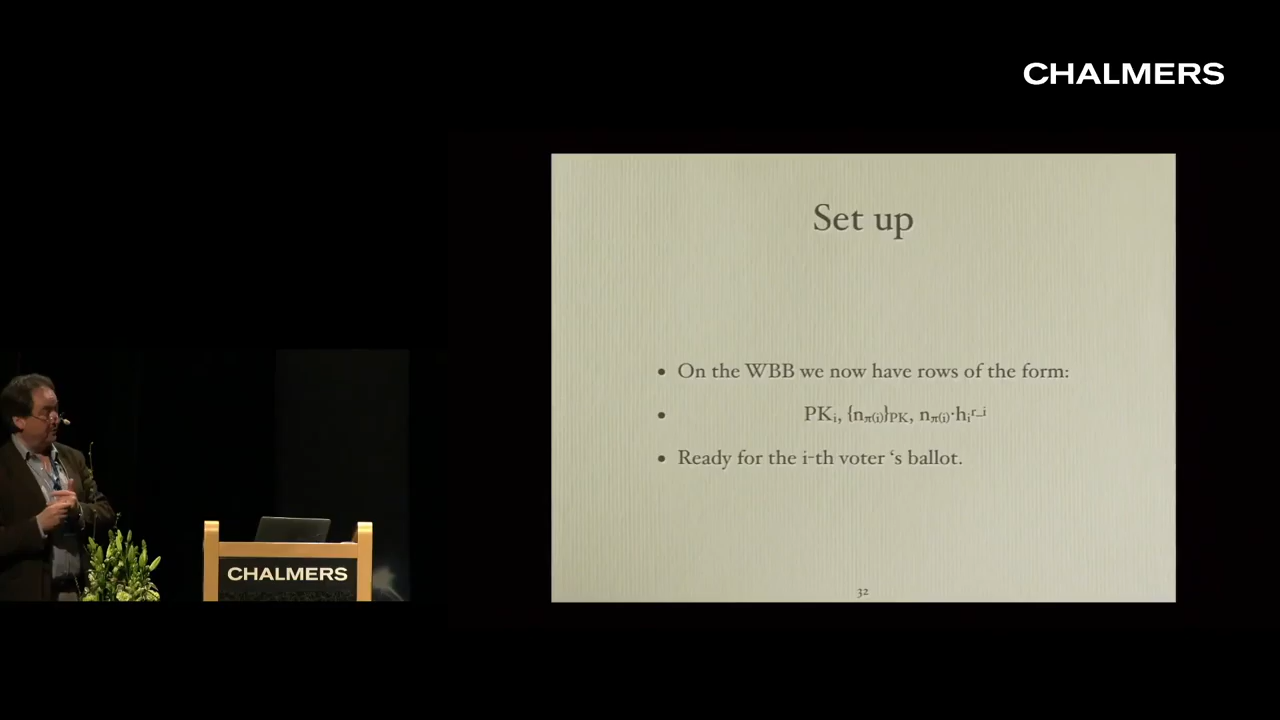 CHALMERS
Set up
• On the WBB we now have rows of the form:
• PKᵢ, {n_π(i)}_PK, n_π(i)·hᵢ^r_i
• Ready for the i-th voter ‘s ballot.
32
CHALMERS